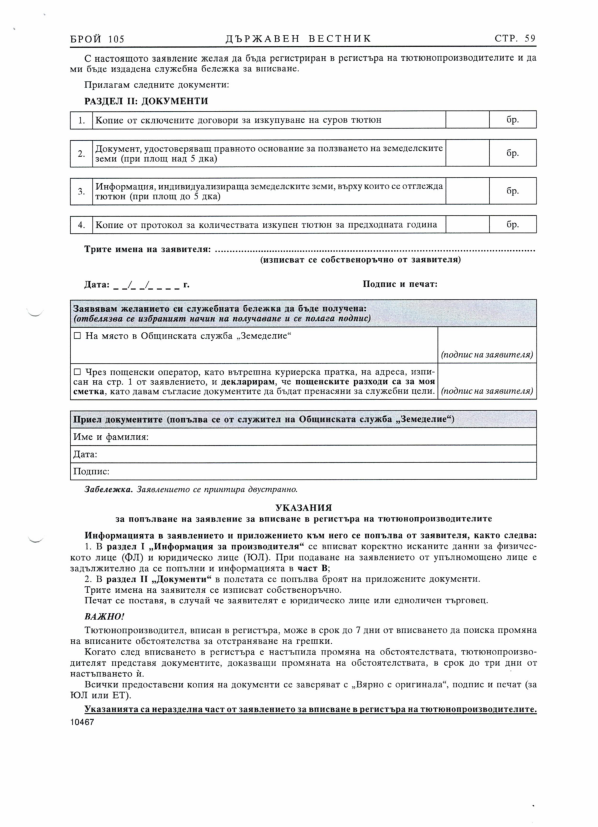 БРОЙ 105 ДЪРЖАВЕН ВЕСТНИК СТР. 59
С настоящото заявление желая да бъда регистриран в регистъра на тютюнопроизводителите и да
ми бъде издадена служебна бележка за вписване.
Прилагам следните документи:
РАЗДЕЛ II: ДОКУМЕНТИ
1. Копие от сключените договори за изкупуване на суров тютюн бр.
2. Документ, удостоверяващ правното основание за ползването на земеделските
земи (при площ над 5 дка) бр.
3. Информация, индивидуализираща земеделските земи, върху които се отглежда
тютюн (при площ до 5 дка) бр.
4. Копие от протокол за количествата изкупен тютюн за предходната година бр.
Трите имена на заявителя: ..............................................................................
(изписват се собственоръчно от заявителя)
Дата: _ _/_ _/_ _ _ _ г. Подпис и печат:
Заявявам желанието си служебната бележка да бъде получена:
(отбелязва се избраният начин на получаване и се полага подпис)
☐ На място в Общинската служба „Земеделие“
(подпис на заявителя)
☐ Чрез пощенски оператор, като вътрешна куриерска пратка, на адреса, изпи-
сан на стр. 1 от заявлението, и декларирам, че пощенските разходи са за моя
сметка, като давам съгласие документите да бъдат пренасяни за служебни цели. (подпис на заявителя)
Приел документите (попълва се от служител на Общинската служба „Земеделие“)
Име и фамилия:
Дата:
Подпис:
Забележка. Заявлението се принтира двустранно.
УКАЗАНИЯ
за попълване на заявление за вписване в регистъра на тютюнопроизводителите
Информацията в заявлението и приложението към него се попълва от заявителя, както следва:
1. В раздел I „Информация за производителя“ се вписват коректно исканите данни за физичес-
кото лице (ФЛ) и юридическо лице (ЮЛ). При подаване на заявлението от упълномощено лице е
задължително да се попълни и информацията в част В;
2. В раздел II „Документи“ в полетата се попълва броят на приложените документи.
Трите имена на заявителя се изписват собственоръчно.
Печат се поставя, в случай че заявителят е юридическо лице или едноличен търговец.
ВАЖНО!
Тютюнопроизводител, вписан в регистъра, може в срок до 7 дни от вписването да поиска промяна
на вписаните обстоятелства за отстраняване на грешки.
Когато след вписването в регистъра е настъпила промяна на обстоятелствата, тютюнопроизво-
дителят представя документите, доказващи промяната на обстоятелствата, в срок до три дни от
настъпването ѝ.
Всички предоставени копия на документи се заверяват с „Вярно с оригинала“, подпис и печат (за
ЮЛ или ЕТ).
Указанията са неразделна част от заявлението за вписване в регистъра на тютюнопроизводителите.
10467